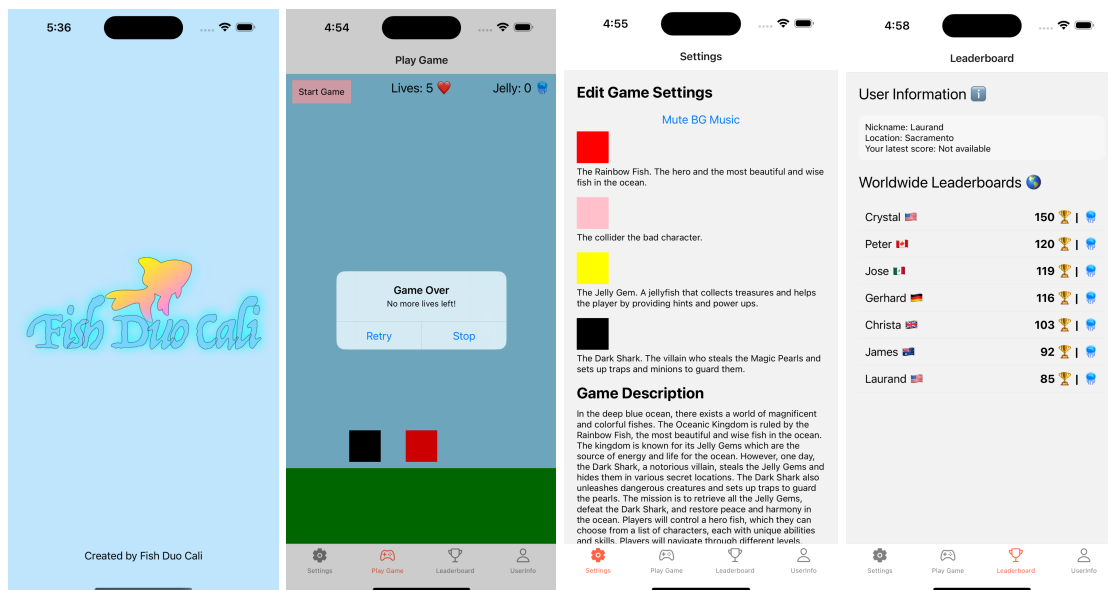 5:36
Fish Duo Cali
Created by Fish Duo Cali
4:54
Play Game
Start Game
Lives: 5 ❤️
Jelly: 0 🪼
Game Over
No more lives left!
Retry
Stop
Settings
Play Game
Leaderboard
UserInfo
4:55
Settings
Edit Game Settings
Mute BG Music
The Rainbow Fish. The hero and the most beautiful and wise
fish in the ocean.
The collider the bad character.
The Jelly Gem. A jellyfish that collects treasures and helps
the player by providing hints and power ups.
The Dark Shark. The villain who steals the Magic Pearls and
sets up traps and minions to guard them.
Game Description
In the deep blue ocean, there exists a world of magnificent
and colorful fishes. The Oceanic Kingdom is ruled by the
Rainbow Fish, the most beautiful and wise fish in the ocean.
The kingdom is known for its Jelly Gems which are the
source of energy and life for the ocean. However, one day,
the Dark Shark, a notorious villain, steals the Jelly Gems and
hides them in various secret locations. The Dark Shark also
unleashes dangerous creatures and sets up traps to guard
the pearls. The mission is to retrieve all the Jelly Gems,
defeat the Dark Shark, and restore peace and harmony in
the ocean. Players will control a hero fish, which they can
choose from a list of characters, each with unique abilities
and skills. Players will navigate through different levels
Settings
Play Game
Leaderboard
UserInfo
4:58
Leaderboard
User Information ℹ️
Nickname: Laurand
Location: Sacramento
Your latest score: Not available
Worldwide Leaderboards 🌎
Crystal 🇺🇸 150 🏆 | 🪼
Peter 🇨🇦 120 🏆 | 🪼
Jose 🇲🇽 119 🏆 | 🪼
Gerhard 🇩🇪 116 🏆 | 🪼
Christa 🇬🇧 103 🏆 | 🪼
James 🇦🇺 92 🏆 | 🪼
Laurand 🇺🇸 85 🏆 | 🪼
Settings
Play Game
Leaderboard
UserInfo